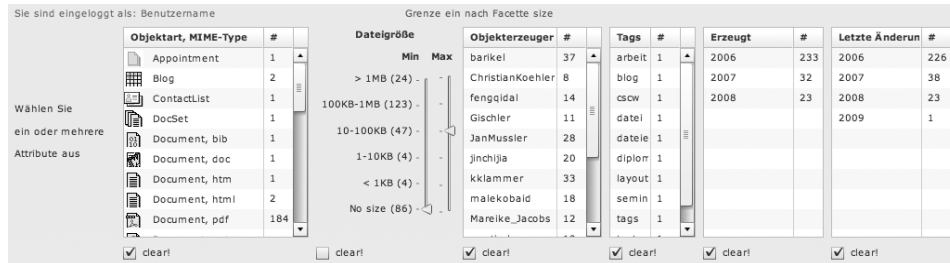 Sie sind eingeloggt als: Benutzername
Grenze ein nach Facette size
Wählen Sie
ein oder mehrere
Attribute aus
Objektart, MIME-Type #
Appointment 1
Blog 2
ContactList 1
DocSet 1
Document, bib 1
Document, doc 1
Document, htm 1
Document, html 2
Document, pdf 184
clear!
Dateigröße
Min Max
> 1MB (24) -
100KB-1MB (123) -
10-100KB (47) -
1-10KB (4) -
< 1KB (4) -
No size (86) -
clear!
Objekterzeuger #
barikel 37
ChristianKoehler 8
fengqidal 14
Gischler 11
JanMussler 28
jinchijia 20
kklammer 33
malekobaid 18
Mareike_Jacobs 12
clear!
Tags #
arbeit 1
blog 1
cscw 1
datei 1
dateie 1
diplom 1
layout 1
semin 1
tags 1
clear!
Erzeugt #
2006 233
2007 32
2008 23
clear!
Letzte Änderun #
2006 226
2007 38
2008 23
2009 1
clear!